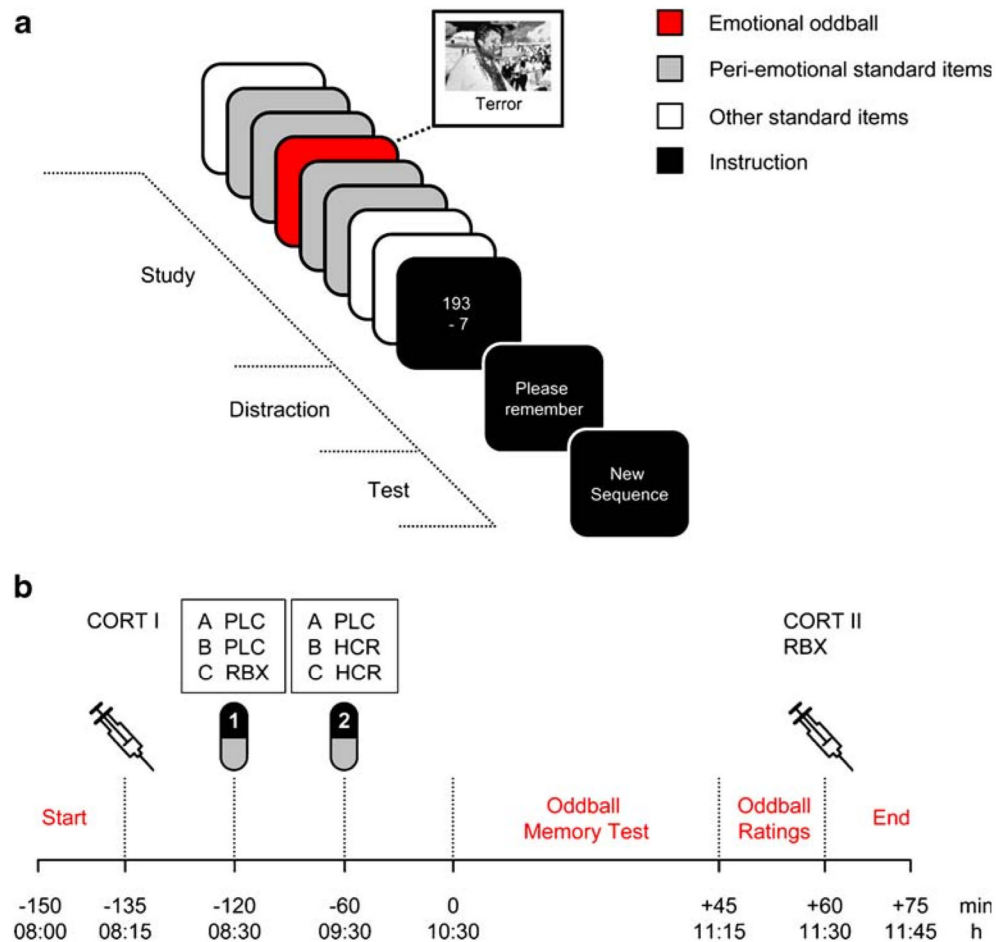 a
Terror
Emotional oddball
Peri-emotional standard items
Other standard items
Instruction
Study
Distraction
Test
193
- 7
Please
remember
New
Sequence
b
CORT I
A PLC
B PLC
C RBX
A PLC
B HCR
C HCR
CORT II
RBX
1
2
Start
Oddball
Memory Test
Oddball
Ratings
End
-150 -135 -120 -60 0 +45 +60 +75 min
08:00 08:15 08:30 09:30 10:30 11:15 11:30 11:45 h